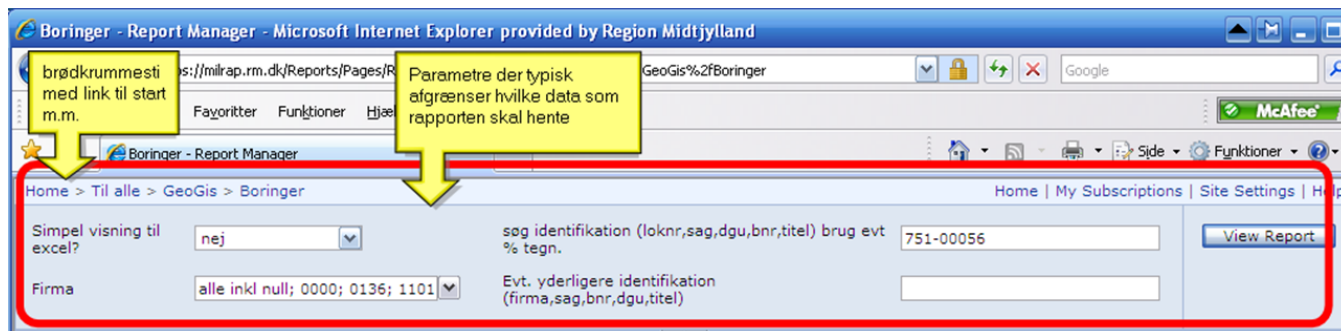 Boringer - Report Manager - Microsoft Internet Explorer provided by Region Midtjylland
brødkrummesti
med link til start
m.m.
s://milrap.rm.dk/Reports/Pages/R
Parametre der typisk
afgrænser hvilke data som
rapporten skal hente
GeoGis%2fBoringer
Google
Favoritter Funktioner Hjæl
McAfee
Boringer - Report Manager
Side Funktioner
Home > Til alle > GeoGis > Boringer
Home | My Subscriptions | Site Settings | Help
Simpel visning til
excel?
nej
søg identifikation (loknr,sag,dgu,bnr,titel) brug evt
% tegn.
751-00056
View Report
Firma
alle inkl null; 0000; 0136; 1101
Evt. yderligere identifikation
(firma,sag,bnr,dgu,titel)